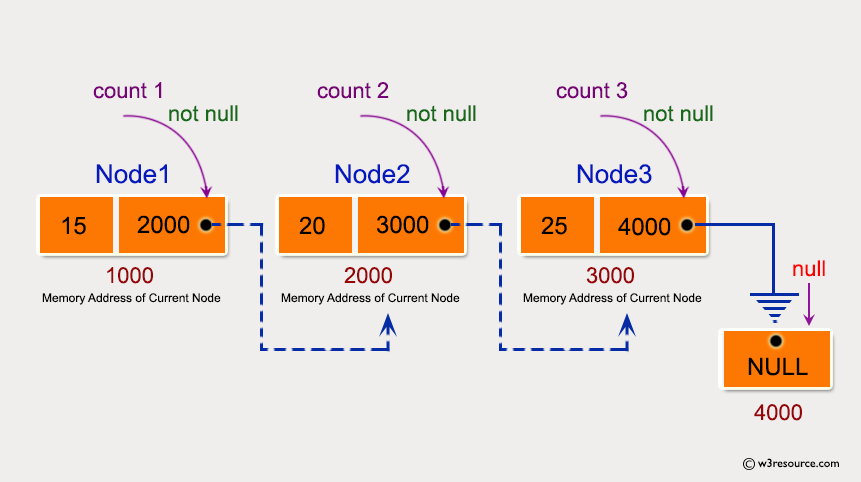 count 1
not null
count 2
not null
count 3
not null
Node1
Node2
Node3
15
2000
20
3000
25
4000
1000
2000
3000
null
Memory Address of Current Node
Memory Address of Current Node
Memory Address of Current Node
NULL
4000
© w3resource.com